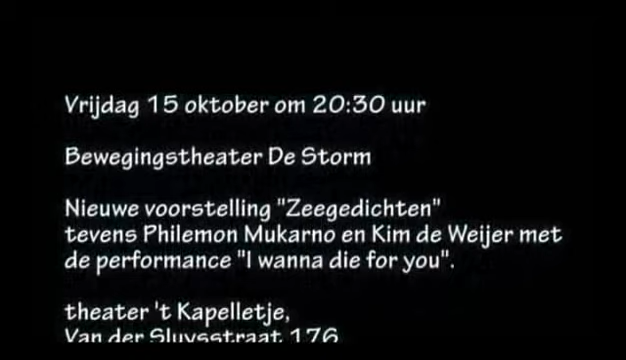 Vrijdag 15 oktober om 20:30 uur
Bewegingstheater De Storm
Nieuwe voorstelling "Zeegedichten"
tevens Philemon Mukarno en Kim de Weijer met
de performance "I wanna die for you".
theater 't Kapelletje,
Van der Sluysstraat 176